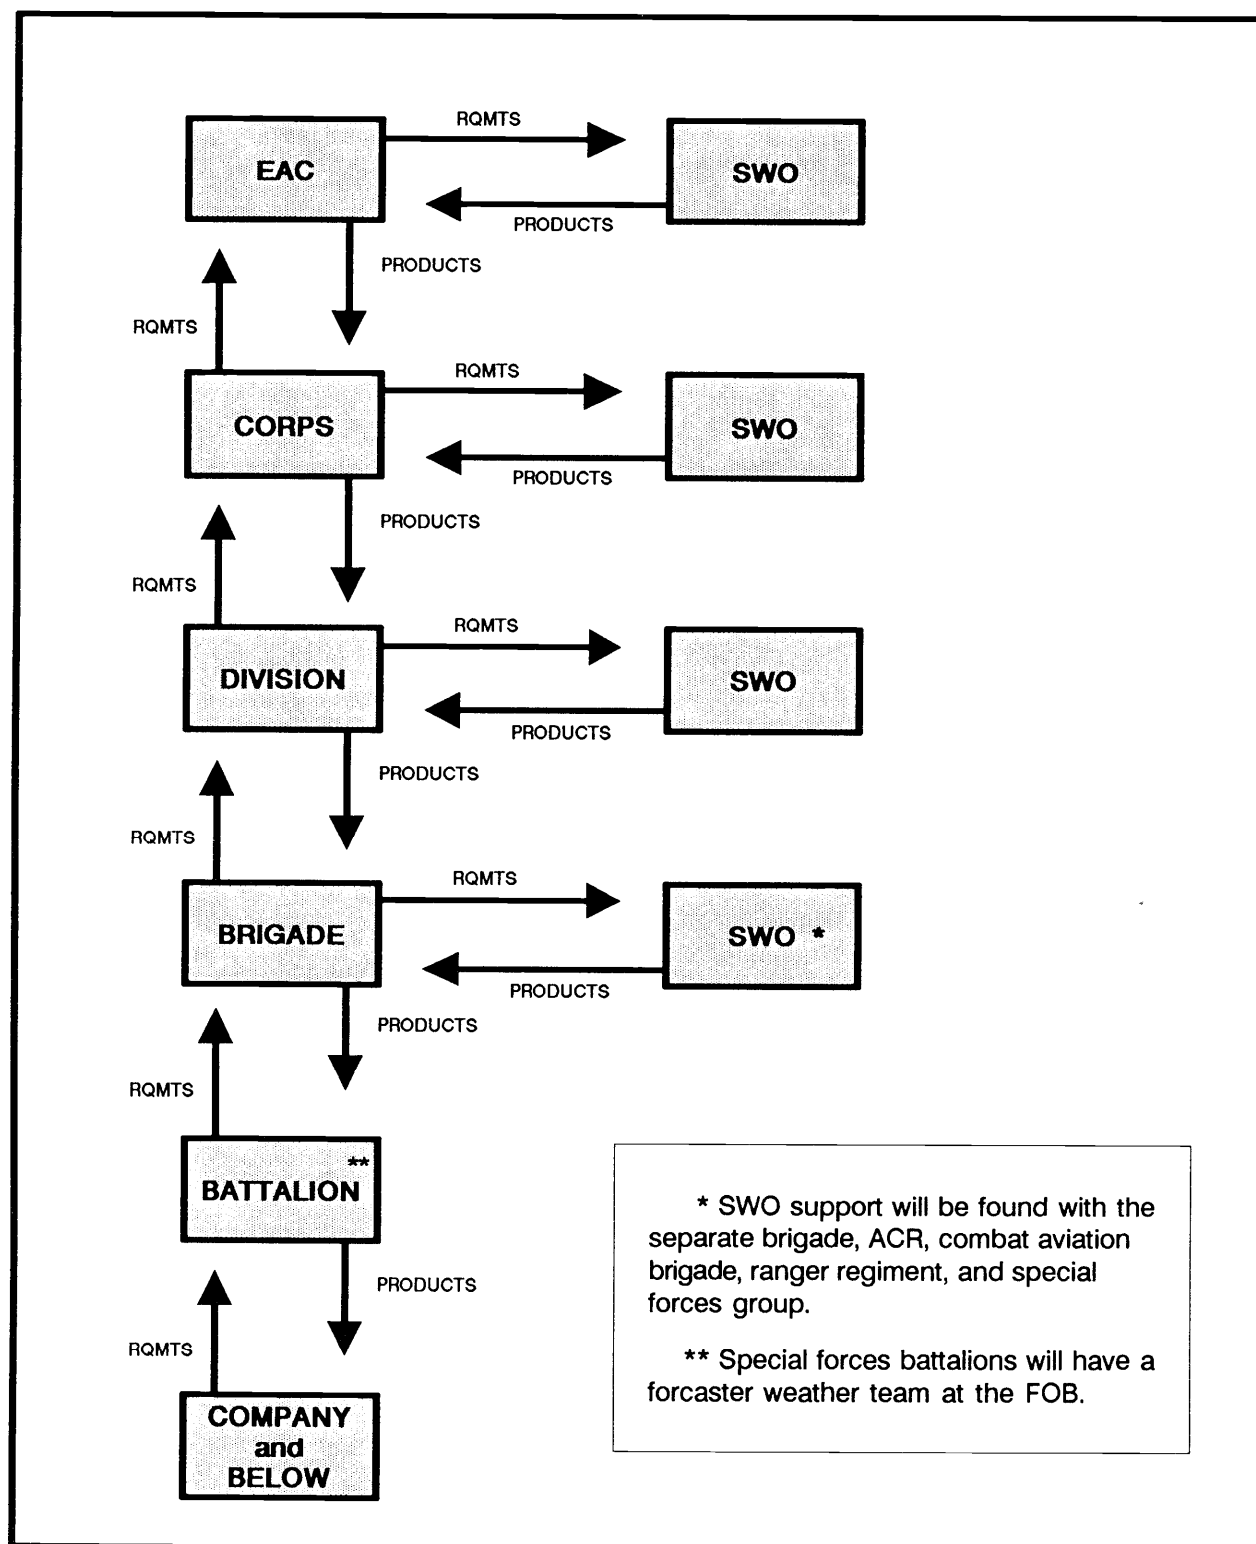 RQMTS
EAC
SWO
PRODUCTS
PRODUCTS
RQMTS
RQMTS
CORPS
SWO
PRODUCTS
PRODUCTS
RQMTS
RQMTS
DIVISION
SWO
PRODUCTS
PRODUCTS
RQMTS
RQMTS
BRIGADE
SWO *
PRODUCTS
PRODUCTS
RQMTS
**
BATTALION
PRODUCTS
RQMTS
COMPANY
and
BELOW
* SWO support will be found with the
separate brigade, ACR, combat aviation
brigade, ranger regiment, and special
forces group.
** Special forces battalions will have a
forcaster weather team at the FOB.